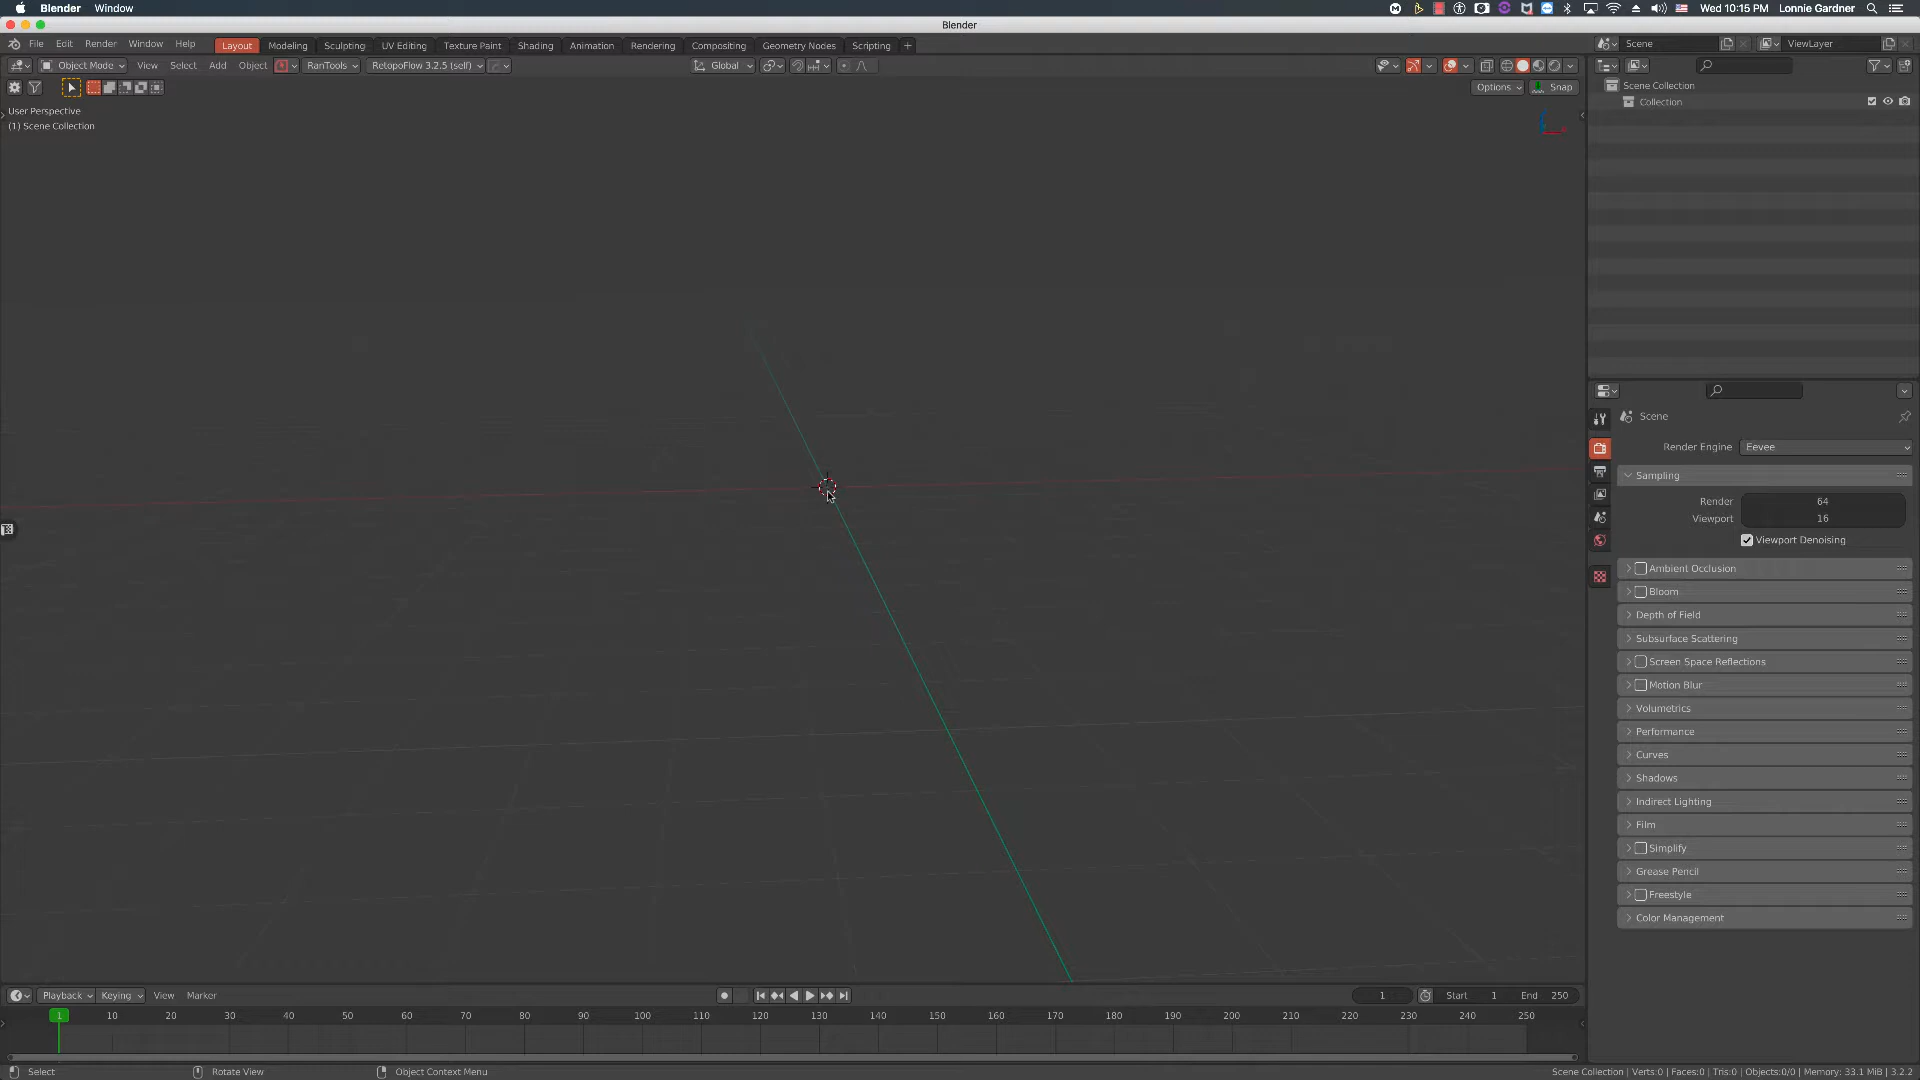 Blender Window Wed 10:15 PM Lonnie Gardner
Blender
File Edit Render Window Help Layout Modeling Sculpting UV Editing Texture Paint Shading Animation Rendering Compositing Geometry Nodes Scripting + Scene ViewLayer
Object Mode View Select Add Object RanTools RetopoFlow 3.2.5 (self) Global
Options Snap
User Perspective
(1) Scene Collection
Scene Collection
Collection
Scene
Render Engine Eevee
Sampling
Render 64
Viewport 16
Viewport Denoising
Ambient Occlusion
Bloom
Depth of Field
Subsurface Scattering
Screen Space Reflections
Motion Blur
Volumetrics
Performance
Curves
Shadows
Indirect Lighting
Film
Simplify
Grease Pencil
Freestyle
Color Management
Playback Keying View Marker 1 Start 1 End 250
1 10 20 30 40 50 60 70 80 90 100 110 120 130 140 150 160 170 180 190 200 210 220 230 240 250
Select Rotate View Object Context Menu Scene Collection | Verts:0 | Faces:0 | Tris:0 | Objects:0/0 | Memory: 33.1 MiB | 3.2.2